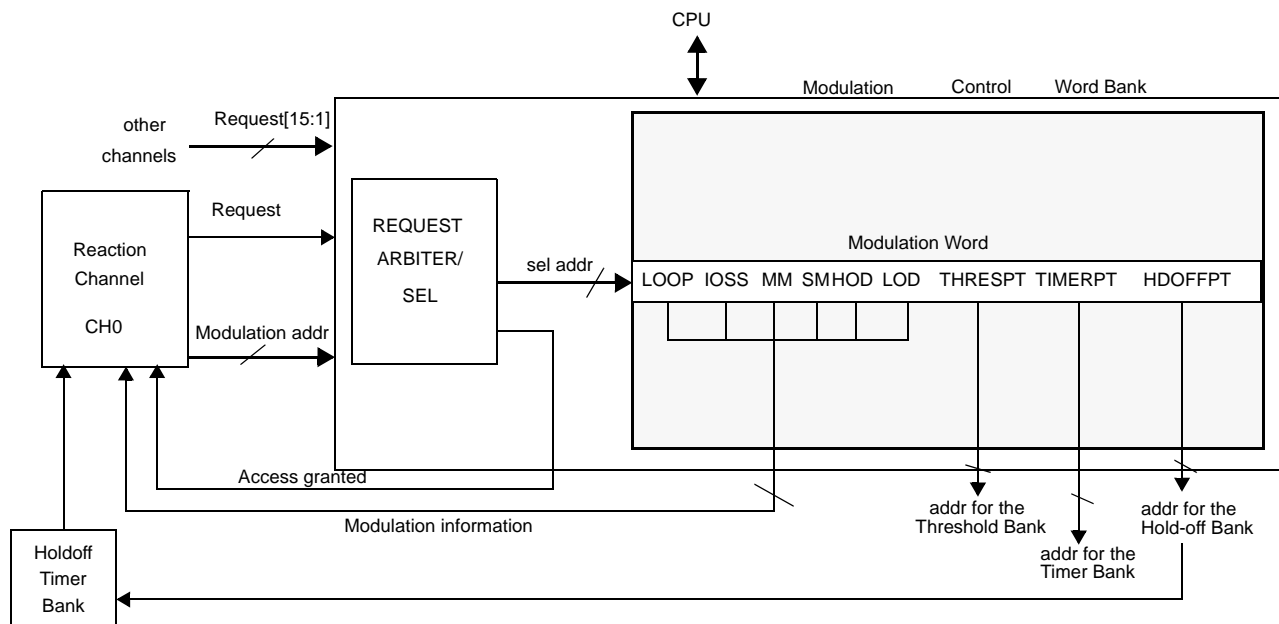 CPU
Modulation Control Word Bank
Request[15:1]
other
channels
Request
Reaction
Channel
CH0
REQUEST
ARBITER/
SEL
sel addr
Modulation Word
LOOP IOSS MM SM HOD LOD THRESPT TIMERPT HDOFFPT
Modulation addr
Access granted
Modulation information
addr for the
Threshold Bank
addr for the
Timer Bank
addr for the
Hold-off Bank
Holdoff
Timer
Bank